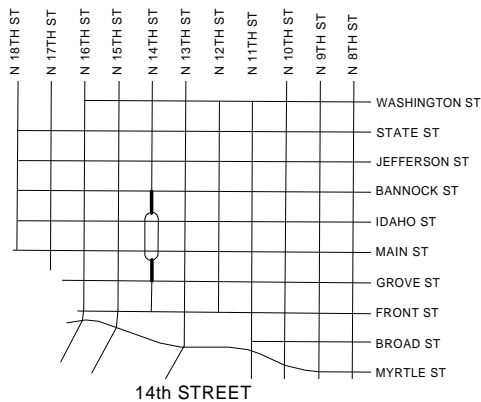 N 18TH ST
N 17TH ST
N 16TH ST
N 15TH ST
N 14TH ST
N 13TH ST
N 12TH ST
N 11TH ST
N 10TH ST
N 9TH ST
N 8TH ST
WASHINGTON ST
STATE ST
JEFFERSON ST
BANNOCK ST
IDAHO ST
MAIN ST
GROVE ST
FRONT ST
BROAD ST
MYRTLE ST
14th STREET